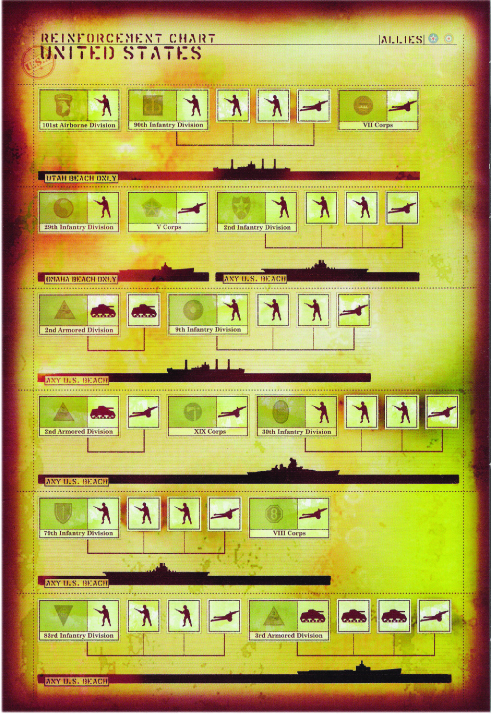 REINFORCEMENT CHART
|ALLIES|
UNITED STATES
U.S.
101st Airborne Division
90th Infantry Division
VII Corps
UTAH BEACH ONLY
29th Infantry Division
V Corps
2nd Infantry Division
OMAHA BEACH ONLY
ANY U.S. BEACH
2nd Armored Division
9th Infantry Division
ANY U.S. BEACH
2nd Armored Division
XIX Corps
30th Infantry Division
ANY U.S. BEACH
79th Infantry Division
VIII Corps
ANY U.S. BEACH
83rd Infantry Division
3rd Armored Division
ANY U.S. BEACH